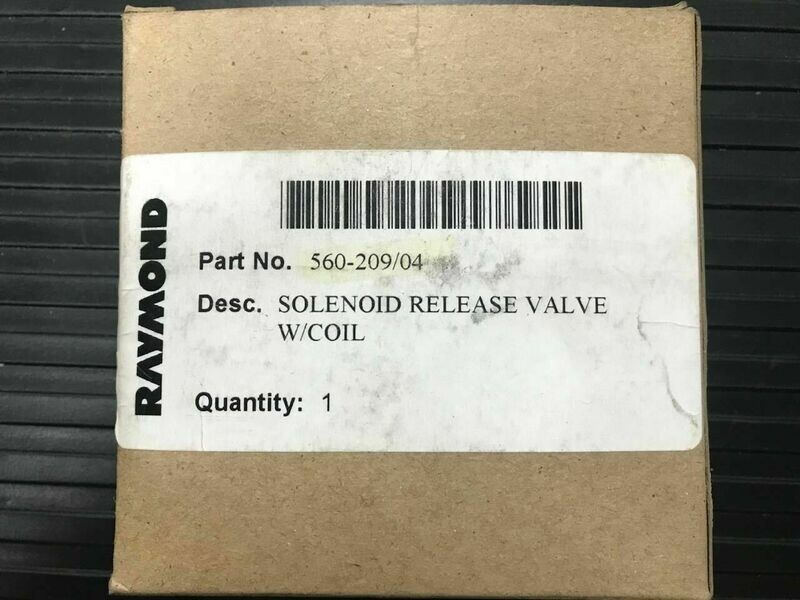 RAYMOND
Part No. 560-209/04
Desc. SOLENOID RELEASE VALVE
W/COIL
Quantity: 1